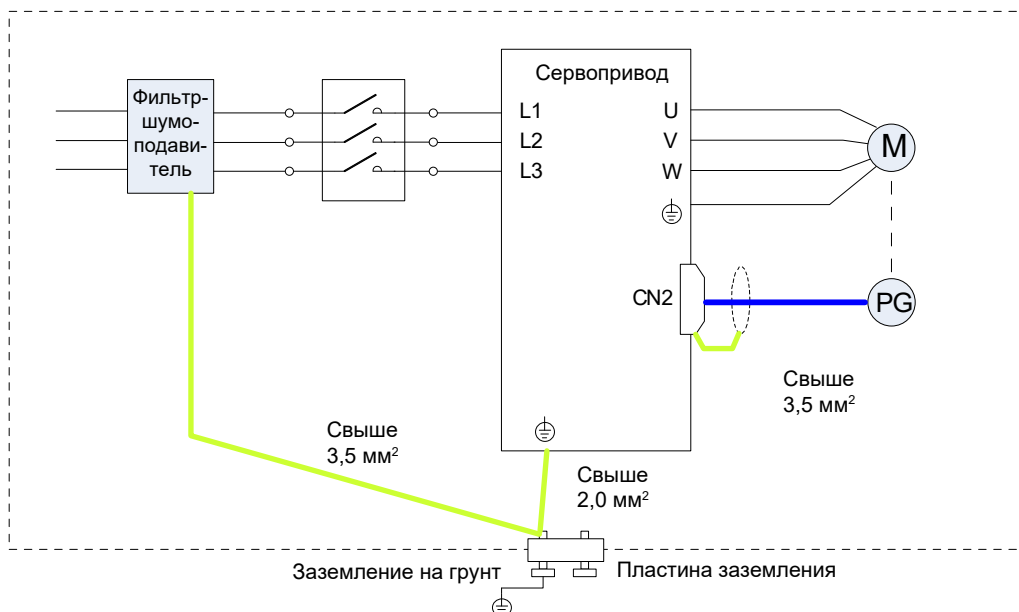 Сервопривод
Фильтр-
шумо-
подави-
тель
L1
L2
L3
U
V
W
M
CN2
PG
Свыше
3,5 мм²
Свыше
3,5 мм²
Свыше
2,0 мм²
Заземление на грунт
Пластина заземления